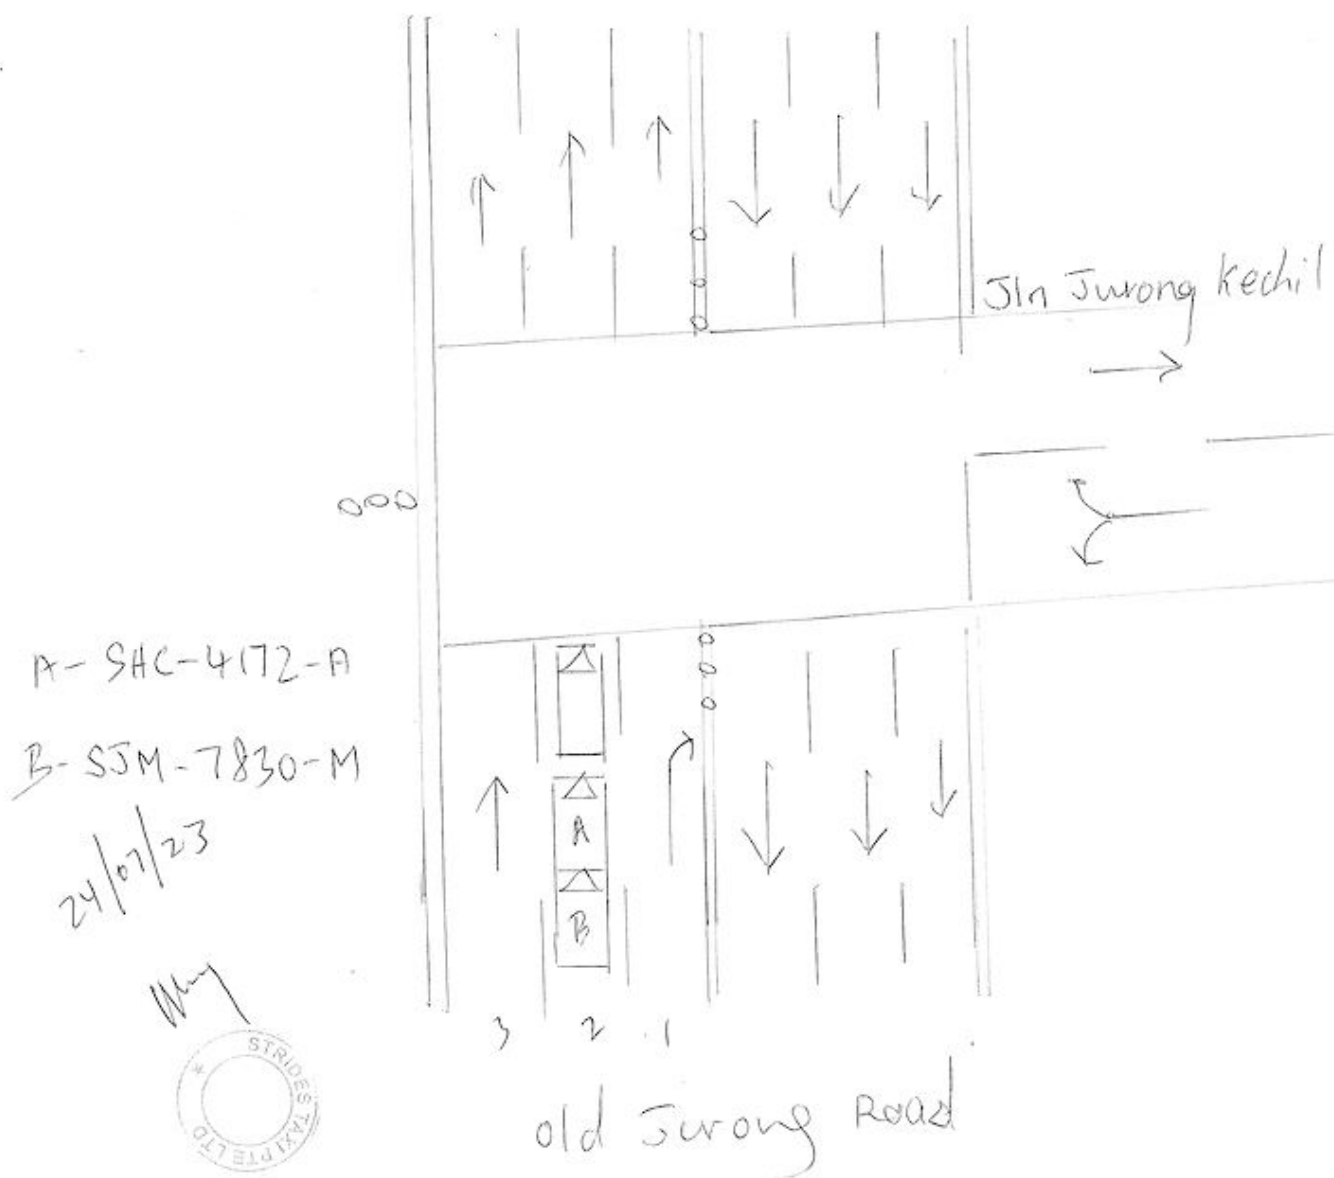 Jln Jurong Kechil
A- SHC-4172-A
B- SJM-7830-M
24/07/23
A
B
3 2 1
old Jurong Road
STRIDES TAXI PTE LTD